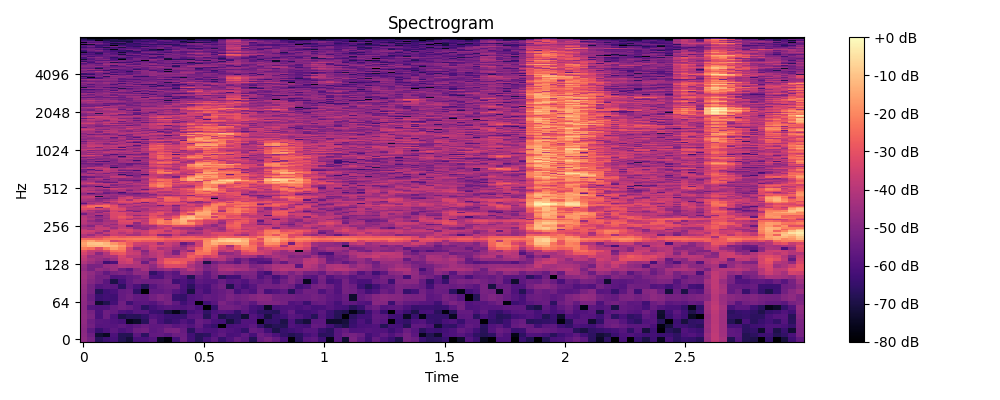 Spectrogram
+0 dB
4096
-10 dB
2048
-20 dB
1024
-30 dB
Hz
512
-40 dB
256
-50 dB
128
-60 dB
64
-70 dB
0
-80 dB
0 0.5 1 1.5 2 2.5
Time